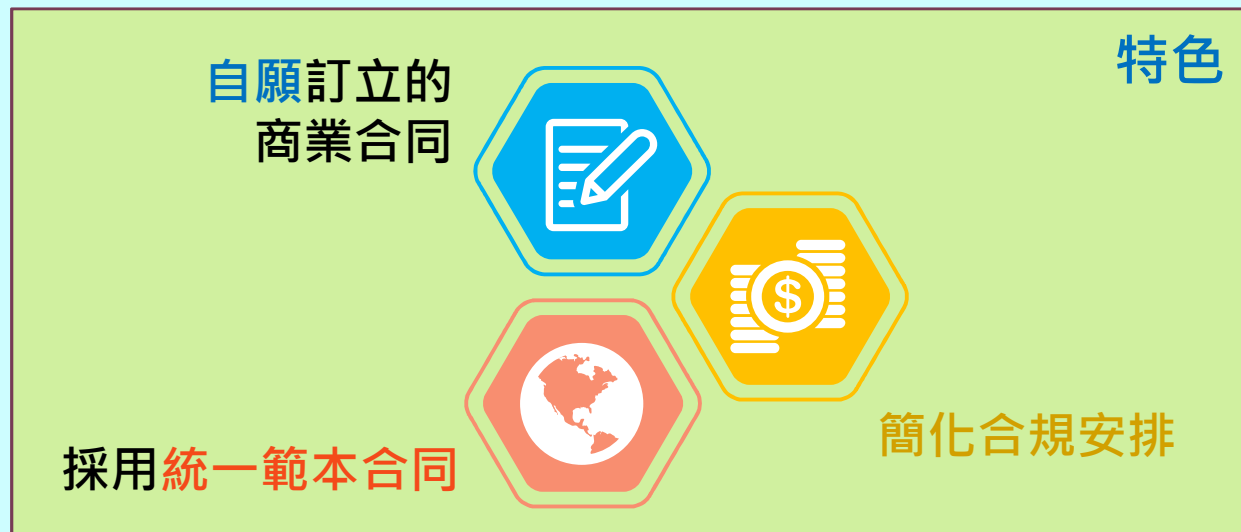 特色
自願訂立的
商業合同
簡化合規安排
採用統一範本合同
$